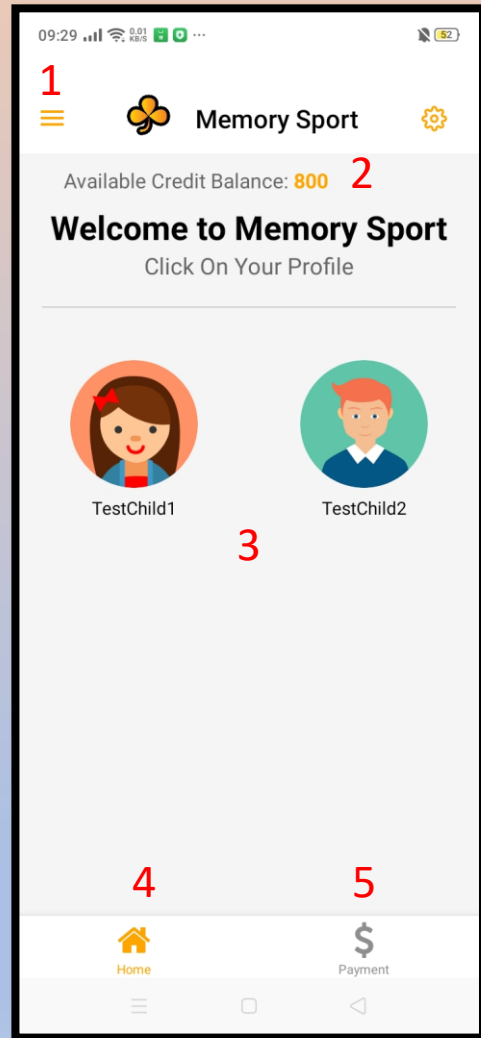 09:29 0.01 KB/S ... 52
1
Memory Sport
Available Credit Balance: 800 2
Welcome to Memory Sport
Click On Your Profile
TestChild1 TestChild2
3
4 5
$
Home Payment